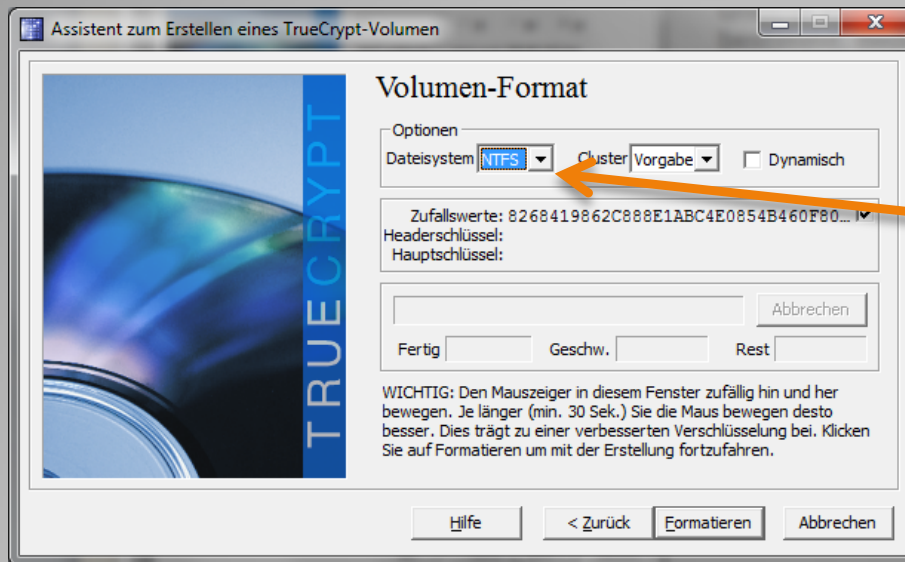 Assistent zum Erstellen eines TrueCrypt-Volumen
TRUECRYPT
Volumen-Format
Optionen
Dateisystem NTFS Cluster Vorgabe Dynamisch
Zufallswerte: 8268419862C888E1ABC4E0854B460F80...
Headerschlüssel:
Hauptschlüssel:
Abbrechen
Fertig Geschw. Rest
WICHTIG: Den Mauszeiger in diesem Fenster zufällig hin und her
bewegen. Je länger (min. 30 Sek.) Sie die Maus bewegen desto
besser. Dies trägt zu einer verbesserten Verschlüsselung bei. Klicken
Sie auf Formatieren um mit der Erstellung fortzufahren.
Hilfe < Zurück Formatieren Abbrechen